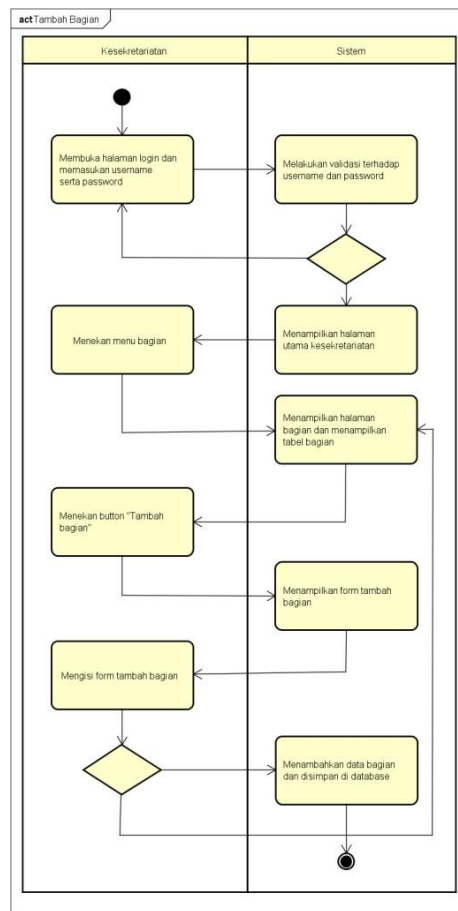 act Tambah Bagian
Kesekretariatan
Sistem
Membuka halaman login dan
memasukan username
serta password
Melakukan validasi terhadap
username dan password
Menampilkan halaman
utama kesekretariatan
Menekan menu bagian
Menampilkan halaman
bagian dan menampilkan
tabel bagian
Menekan button "Tambah
bagian"
Menampilkan form tambah
bagian
Mengisi form tambah bagian
Menambahkan data bagian
dan disimpan di database